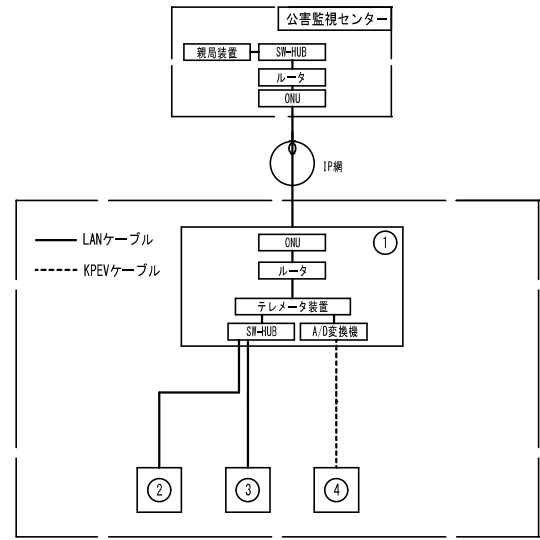 公害監視センター
親局装置
SW-HUB
ルータ
ONU
IP網
LANケーブル
KPEVケーブル
ONU
①
ルータ
テレメータ装置
SW-HUB
A/D変換機
②
③
④